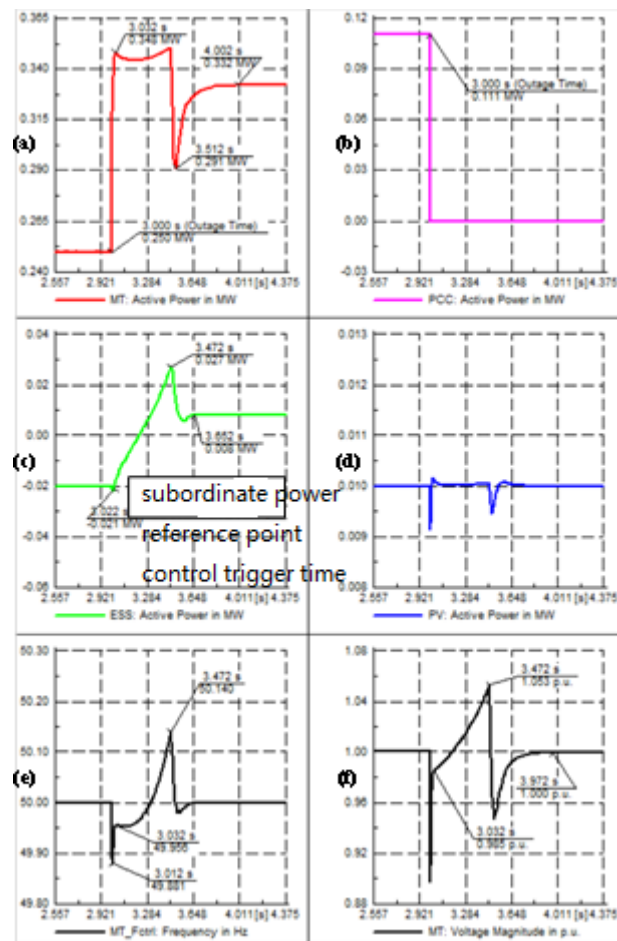 0.365
0.340
0.315
0.290
0.265
0.240
(a)
3.032 s
0.348 MW
4.002 s
0.332 MW
3.512 s
0.291 MW
3.000 s (Outage Time)
0.250 MW
2.557 2.921 3.284 3.648 4.011 [s] 4.375
MT: Active Power in MW
0.12
0.09
0.06
0.03
0.00
-0.03
(b)
3.000 s (Outage Time)
0.111 MW
2.557 2.921 3.284 3.648 4.011 [s] 4.375
PCC: Active Power in MW
0.04
0.02
0.00
-0.02
-0.04
-0.06
(c)
3.472 s
0.027 MW
3.652 s
0.008 MW
3.022 s
-0.021 MW
subordinate power
reference point
control trigger time
2.557 2.921 3.284 3.648 4.011 [s] 4.375
ESS: Active Power in MW
0.013
0.012
0.011
0.010
0.009
0.008
(d)
2.557 2.921 3.284 3.648 4.011 [s] 4.375
PV: Active Power in MW
50.30
50.20
50.10
50.00
49.90
49.80
(e)
3.472 s
50.140
3.032 s
49.956
3.012 s
49.881
2.557 2.921 3.284 3.648 4.011 [s] 4.375
MT_Fctrl: Frequency in Hz
1.08
1.04
1.00
0.96
0.92
0.88
(f)
3.472 s
1.053 p.u.
3.972 s
1.000 p.u.
3.032 s
0.985 p.u.
2.557 2.921 3.284 3.648 4.011 [s] 4.375
MT: Voltage Magnitude in p.u.